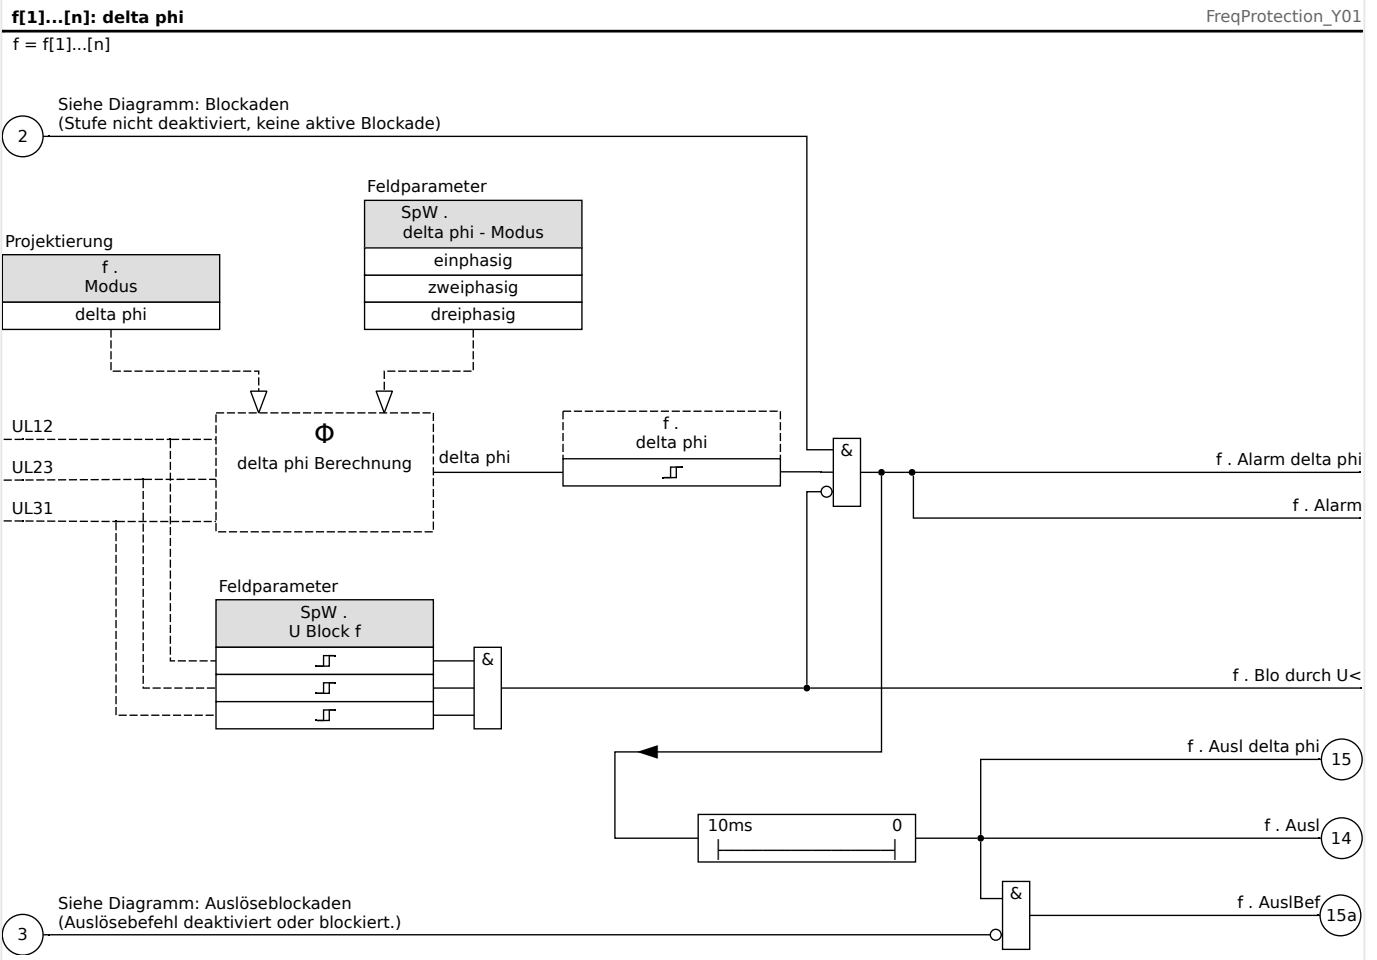 f[1]...[n]: delta phi
FreqProtection_Y01
f = f[1]...[n]
Siehe Diagramm: Blockaden
(Stufe nicht deaktiviert, keine aktive Blockade)
2
Feldparameter
SpW .
delta phi - Modus
einphasig
zweiphasig
dreiphasig
Projektierung
f .
Modus
delta phi
UL12
UL23
UL31
Φ
delta phi Berechnung
delta phi
f .
delta phi
&
f . Alarm delta phi
f . Alarm
Feldparameter
SpW .
U Block f
&
f . Blo durch U<
f . Ausl delta phi
15
10ms 0
f . Ausl
14
&
f . AuslBef
15a
Siehe Diagramm: Auslöseblockaden
(Auslösebefehl deaktiviert oder blockiert.)
3